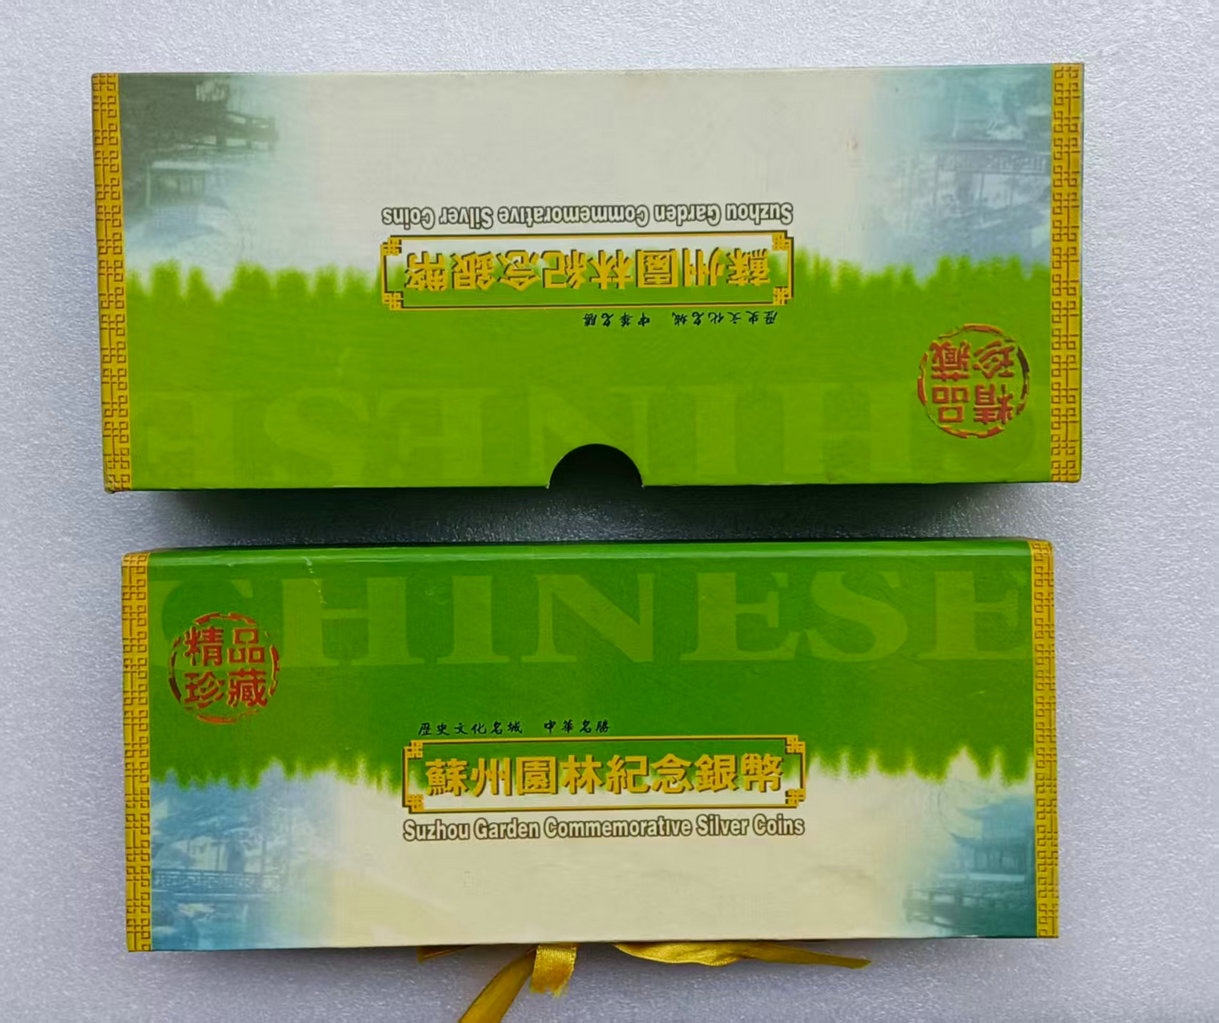 Suzhou Garden Commemorative Silver Coins
蘇州園林紀念銀幣
歷史文化名城 中華名勝
精品
珍藏
CHINESE
CHINESE
精品
珍藏
歷史文化名城 中華名勝
蘇州園林紀念銀幣
Suzhou Garden Commemorative Silver Coins